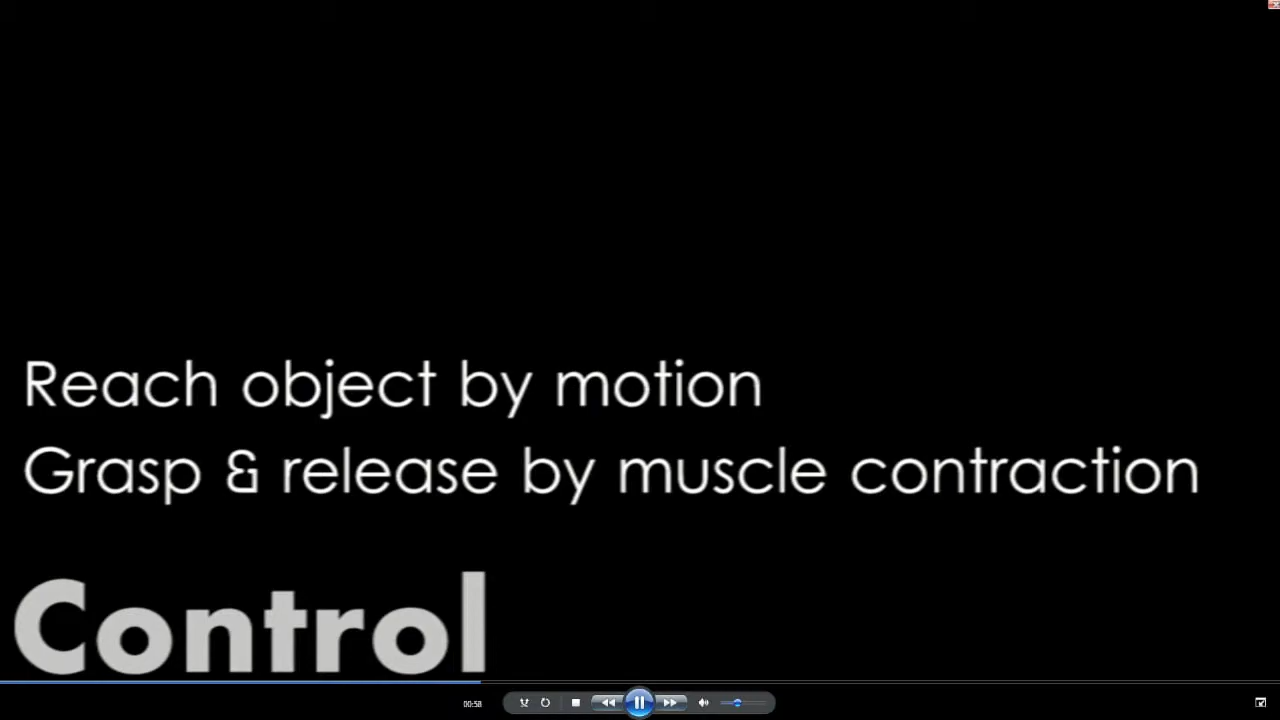 Reach object by motion
Grasp & release by muscle contraction
Control
00:58